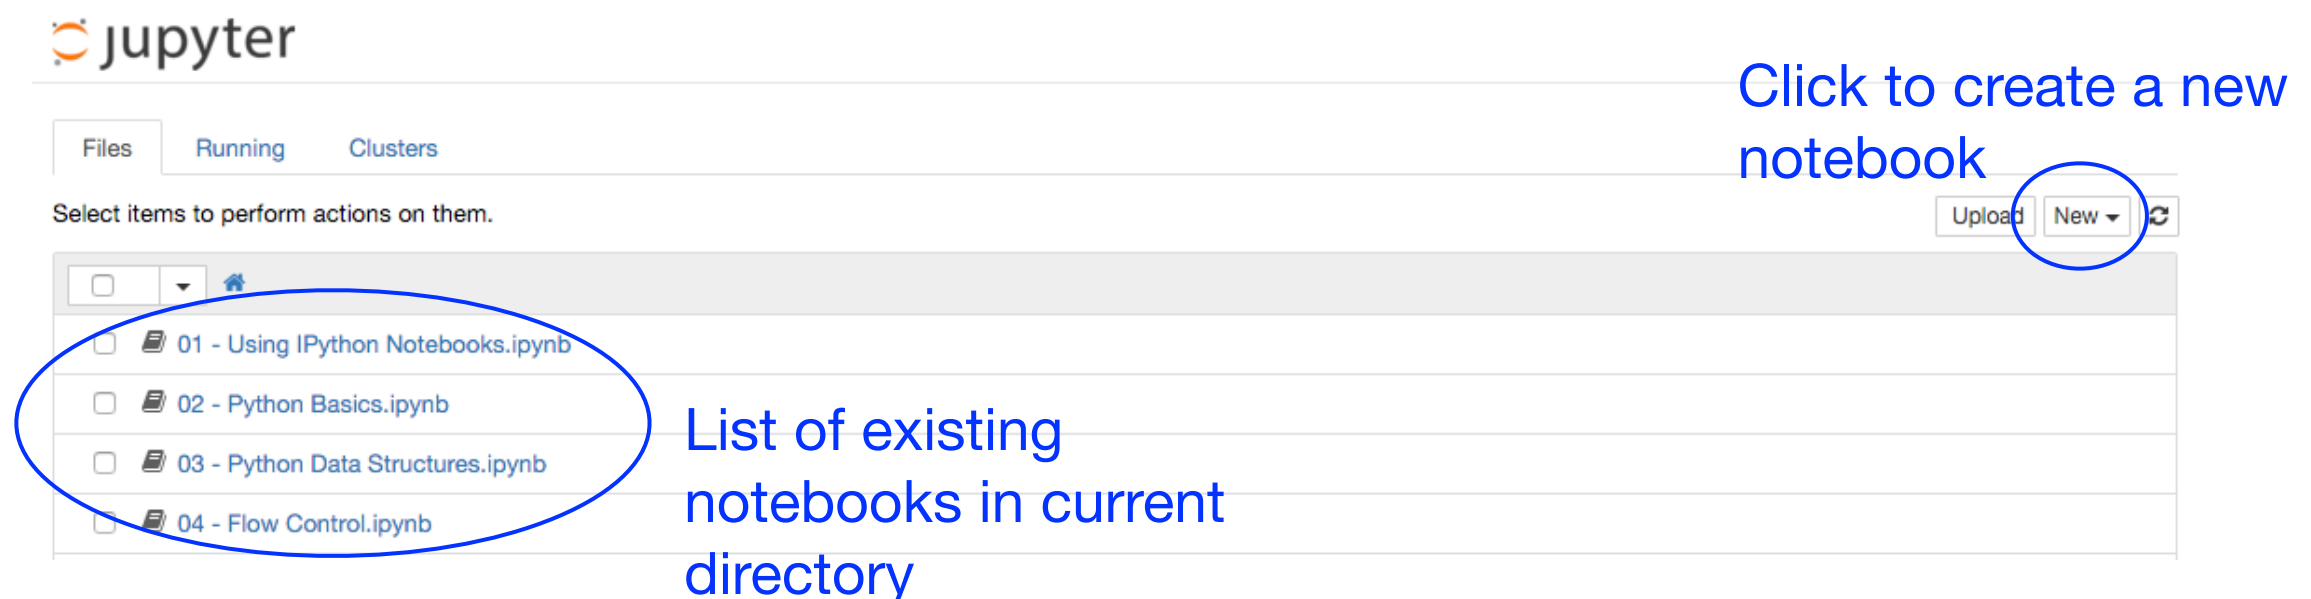 jupyter
Click to create a new
notebook
Files Running Clusters
Select items to perform actions on them.
Upload New
01 - Using IPython Notebooks.ipynb
02 - Python Basics.ipynb
03 - Python Data Structures.ipynb
04 - Flow Control.ipynb
List of existing
notebooks in current
directory